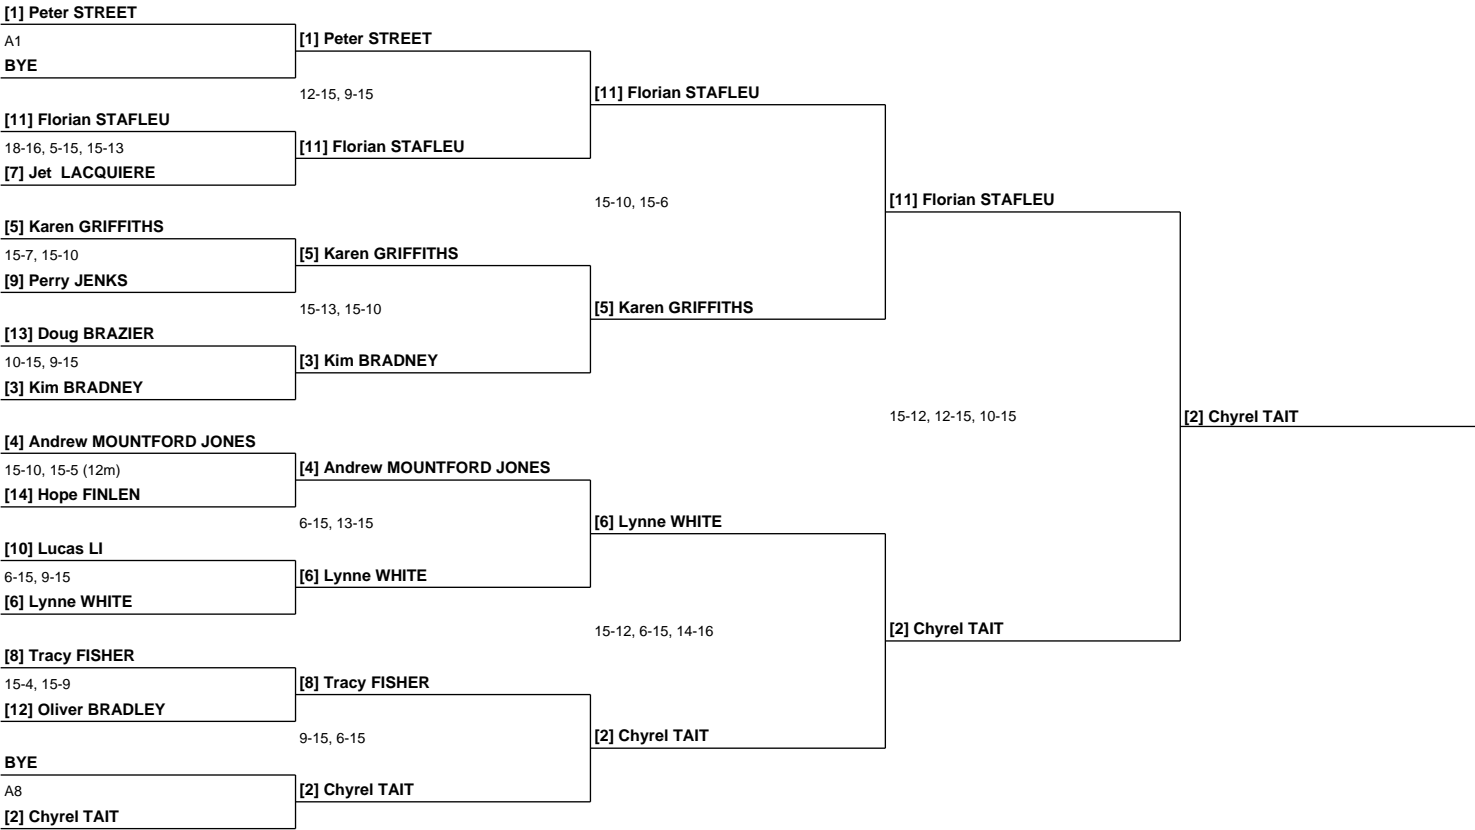 [1] Peter STREET
A1
BYE
[11] Florian STAFLEU
18-16, 5-15, 15-13
[7] Jet  LACQUIERE
[5] Karen GRIFFITHS
15-7, 15-10
[9] Perry JENKS
[13] Doug BRAZIER
10-15, 9-15
[3] Kim BRADNEY
[4] Andrew MOUNTFORD JONES
15-10, 15-5 (12m)
[14] Hope FINLEN
[10] Lucas LI
6-15, 9-15
[6] Lynne WHITE
[8] Tracy FISHER
15-4, 15-9
[12] Oliver BRADLEY
BYE
A8
[2] Chyrel TAIT
[1] Peter STREET
12-15, 9-15
[11] Florian STAFLEU
[5] Karen GRIFFITHS
15-13, 15-10
[3] Kim BRADNEY
[4] Andrew MOUNTFORD JONES
6-15, 13-15
[6] Lynne WHITE
[8] Tracy FISHER
9-15, 6-15
[2] Chyrel TAIT
[11] Florian STAFLEU
15-10, 15-6
[5] Karen GRIFFITHS
[6] Lynne WHITE
15-12, 6-15, 14-16
[2] Chyrel TAIT
[11] Florian STAFLEU
15-12, 12-15, 10-15
[2] Chyrel TAIT
[2] Chyrel TAIT